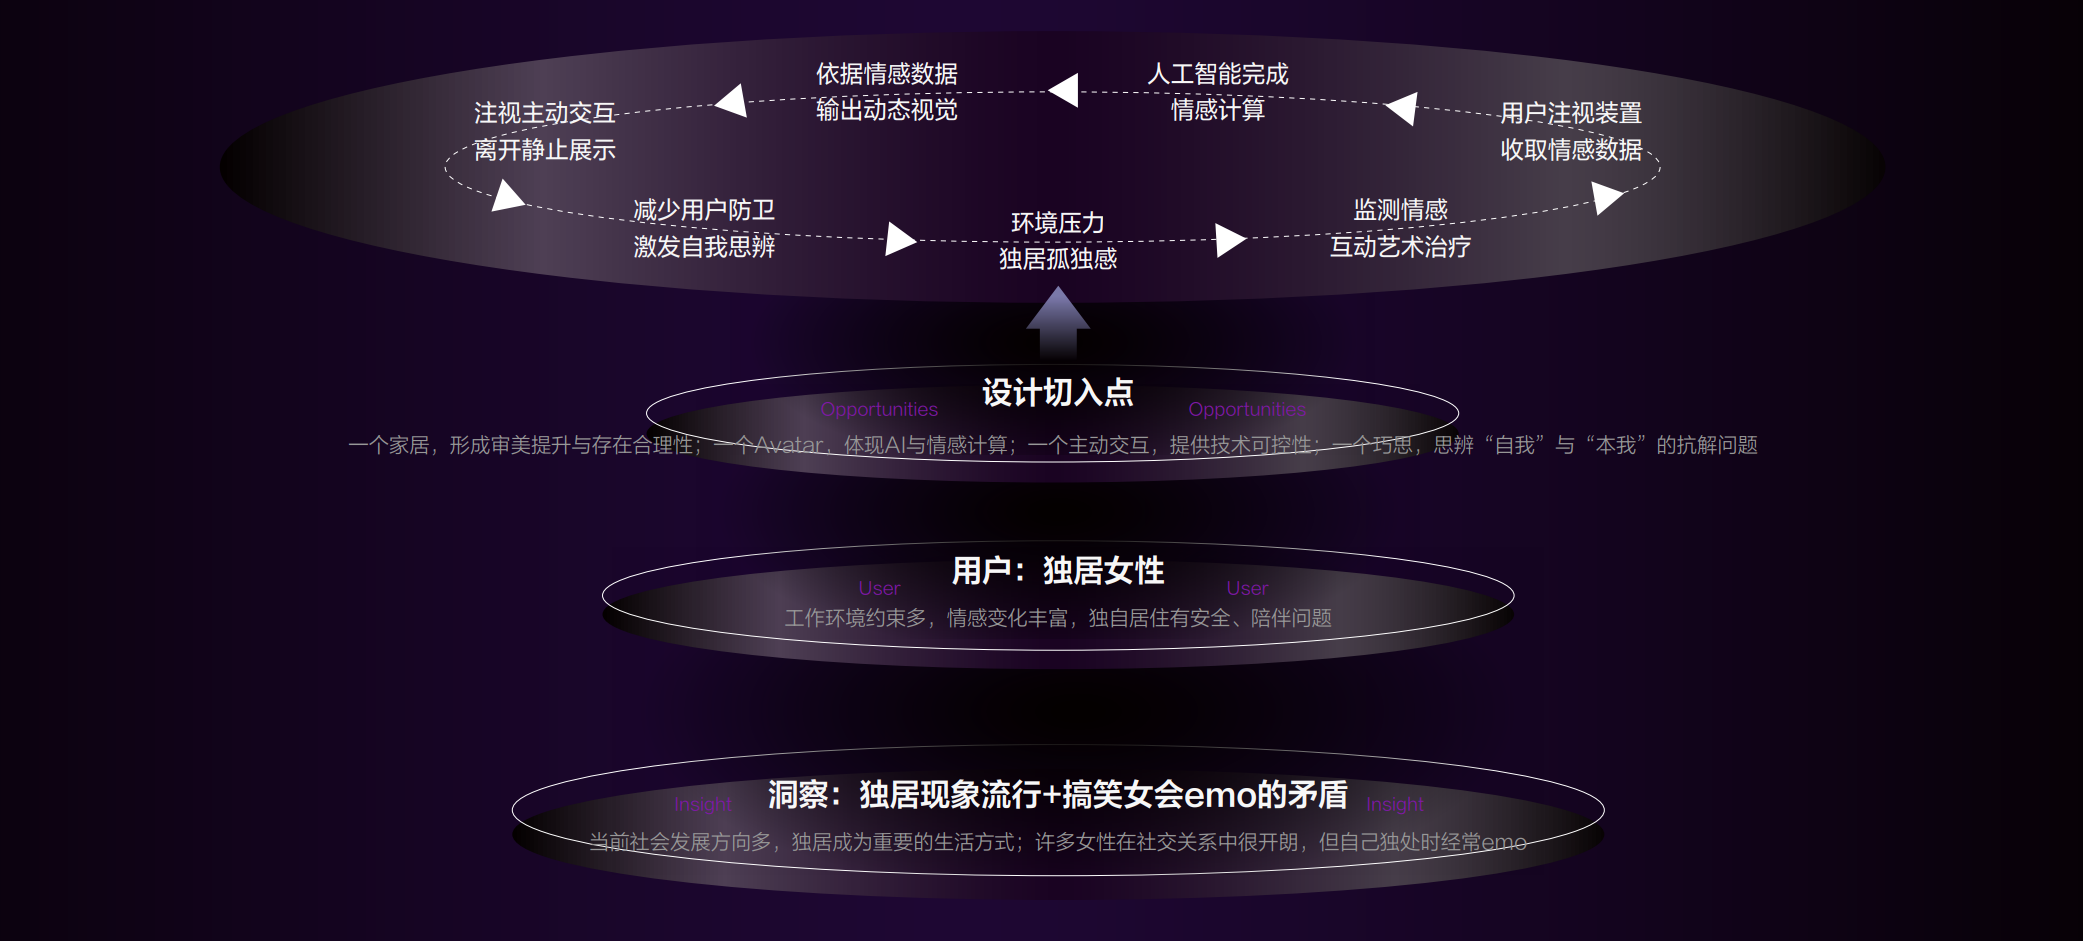 依据情感数据
输出动态视觉
人工智能完成
情感计算
注视主动交互
离开静止展示
用户注视装置
收取情感数据
减少用户防卫
激发自我思辨
环境压力
独居孤独感
监测情感
互动艺术治疗
设计切入点
Opportunities
Opportunities
一个家居，形成审美提升与存在合理性；一个Avatar，体现AI与情感计算；一个主动交互，提供技术可控性；一个巧思，思辨“自我”与“本我”的抗解问题
用户：独居女性
User
User
工作环境约束多，情感变化丰富，独自居住有安全、陪伴问题
洞察：独居现象流行+搞笑女会emo的矛盾
Insight
Insight
当前社会发展方向多，独居成为重要的生活方式；许多女性在社交关系中很开朗，但自己独处时经常emo